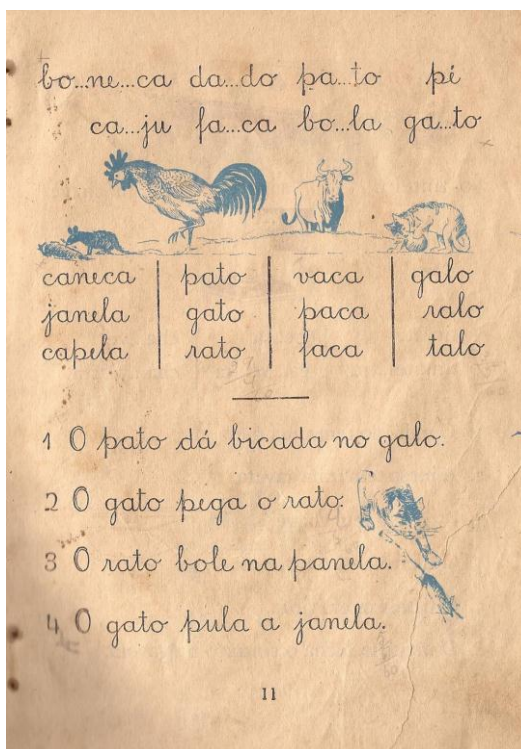 bo...ne...ca da...do pa...to pé
ca...ju fa...ca bo...la ga...to
caneca pato vaca galo
janela gato paca ralo
capela rato faca talo
1 O pato dá bicada no galo.
2 O gato pega o rato.
3 O rato bole na panela.
4 O gato pula a janela.
11